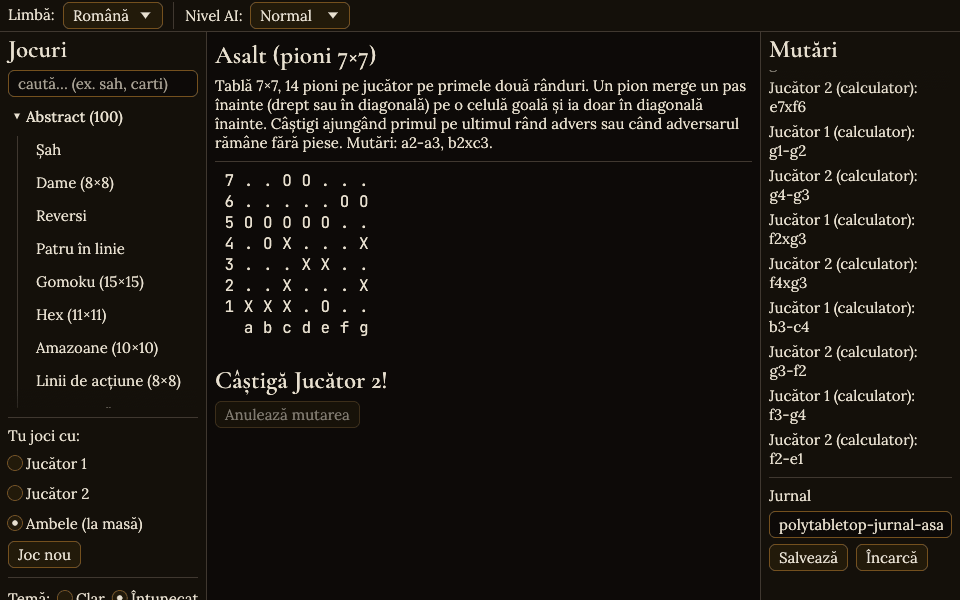 Limbă: Română ▼ Nivel AI: Normal ▼
Jocuri
caută... (ex. sah, carti)
▾ Abstract (100)
Șah
Dame (8×8)
Reversi
Patru în linie
Gomoku (15×15)
Hex (11×11)
Amazoane (10×10)
Linii de acțiune (8×8)
Tu joci cu:
Jucător 1
Jucător 2
Ambele (la masă)
Joc nou
Temă: Clar Întunecat
Asalt (pioni 7×7)
Tablă 7×7, 14 pioni pe jucător pe primele două rânduri. Un pion merge un pas
înainte (drept sau în diagonală) pe o celulă goală și ia doar în diagonală
înainte. Câștigi ajungând primul pe ultimul rând advers sau când adversarul
rămâne fără piese. Mutări: a2-a3, b2xc3.
7 . . O O . . .
6 . . . . . O O
5 O O O O O . .
4 . O X . . . X
3 . . . X X . .
2 . . X . . . X
1 X X X . O . .
a b c d e f g
Câștigă Jucător 2!
Anulează mutarea
Mutări
Jucător 2 (calculator):
e7xf6
Jucător 1 (calculator):
g1-g2
Jucător 2 (calculator):
g4-g3
Jucător 1 (calculator):
f2xg3
Jucător 2 (calculator):
f4xg3
Jucător 1 (calculator):
b3-c4
Jucător 2 (calculator):
g3-f2
Jucător 1 (calculator):
f3-g4
Jucător 2 (calculator):
f2-e1
Jurnal
polytabletop-jurnal-asa
Salvează Încarcă